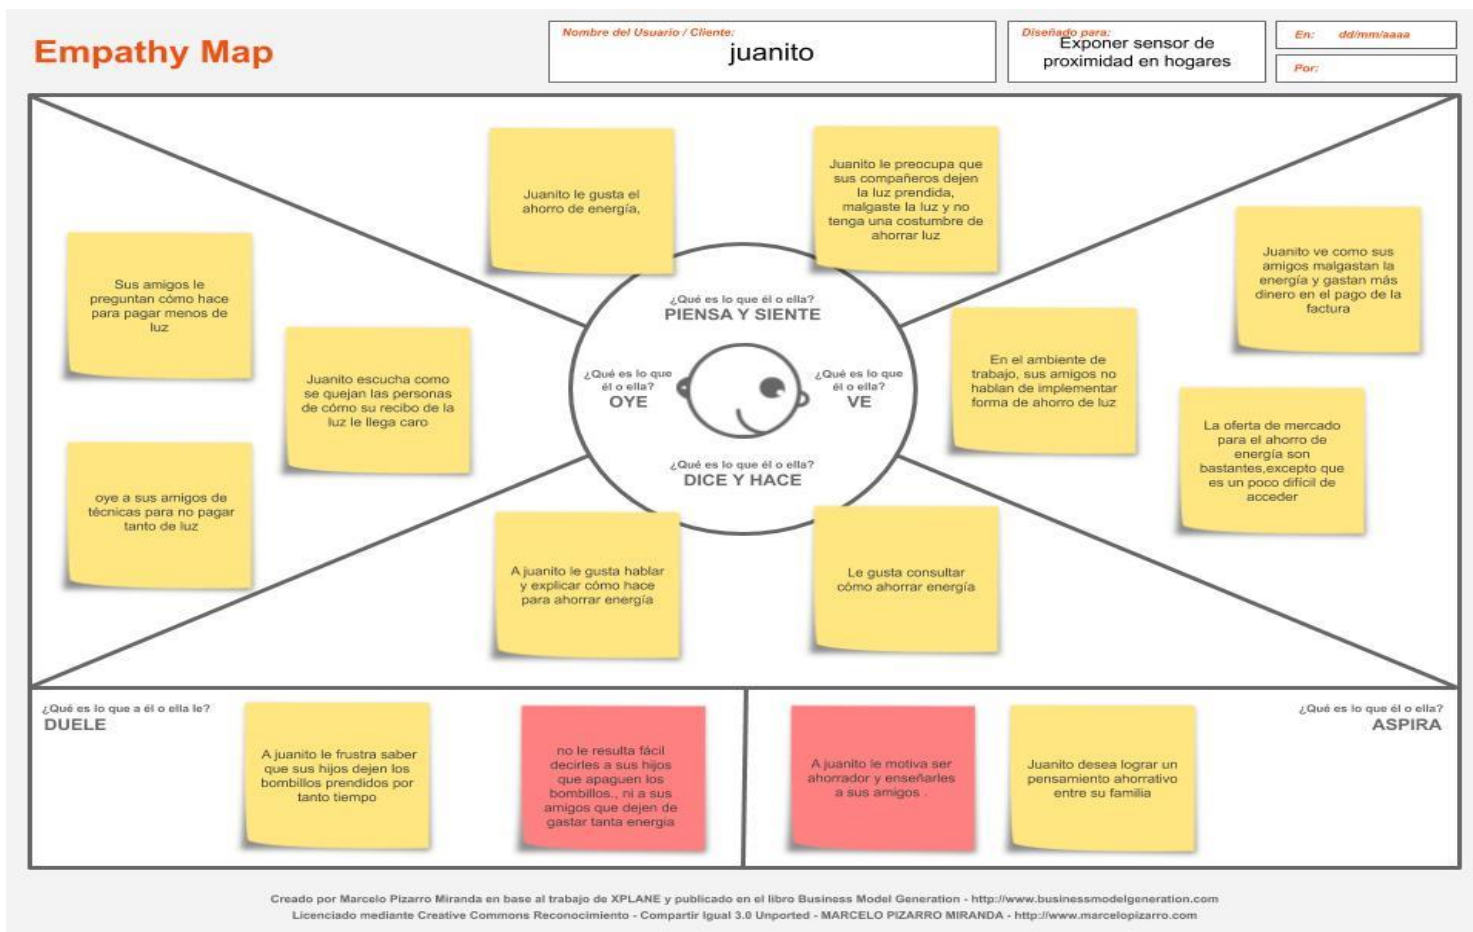 Empathy Map
Nombre del Usuario / Cliente:
juanito
Diseñado para:
Exponer sensor de
proximidad en hogares
En: dd/mm/aaaa
Por:
Juanito le gusta el
ahorro de energía,
Juanito le preocupa que
sus compañeros dejen
la luz prendida,
malgaste la luz y no
tenga una costumbre de
ahorrar luz
Sus amigos le
preguntan cómo hace
para pagar menos de
luz
Juanito escucha como
se quejan las personas
de cómo su recibo de la
luz le llega caro
oye a sus amigos de
técnicas para no pagar
tanto de luz
¿Qué es lo que él o ella?
PIENSA Y SIENTE
¿Qué es lo que
él o ella?
OYE
¿Qué es lo que
él o ella?
VE
¿Qué es lo que él o ella?
DICE Y HACE
En el ambiente de
trabajo, sus amigos no
hablan de implementar
forma de ahorro de luz
Juanito ve como sus
amigos malgastan la
energía y gastan más
dinero en el pago de la
factura
La oferta de mercado
para el ahorro de
energía son
bastantes,excepto que
es un poco difícil de
acceder
A juanito le gusta hablar
y explicar cómo hace
para ahorrar energía
Le gusta consultar
cómo ahorrar energía
¿Qué es lo que a él o ella le?
DUELE
A juanito le frustra saber
que sus hijos dejen los
bombillos prendidos por
tanto tiempo
no le resulta fácil
decirles a sus hijos
que apaguen los
bombillos., ni a sus
amigos que dejen de
gastar tanta energia
A juanito le motiva ser
ahorrador y enseñarles
a sus amigos .
Juanito desea lograr un
pensamiento ahorrativo
entre su familia
¿Qué es lo que él o ella?
ASPIRA
Creado por Marcelo Pizarro Miranda en base al trabajo de XPLANE y publicado en el libro Business Model Generation - http://www.businessmodelgeneration.com
Licenciado mediante Creative Commons Reconocimiento - Compartir Igual 3.0 Unported - MARCELO PIZARRO MIRANDA - http://www.marcelopizarro.com